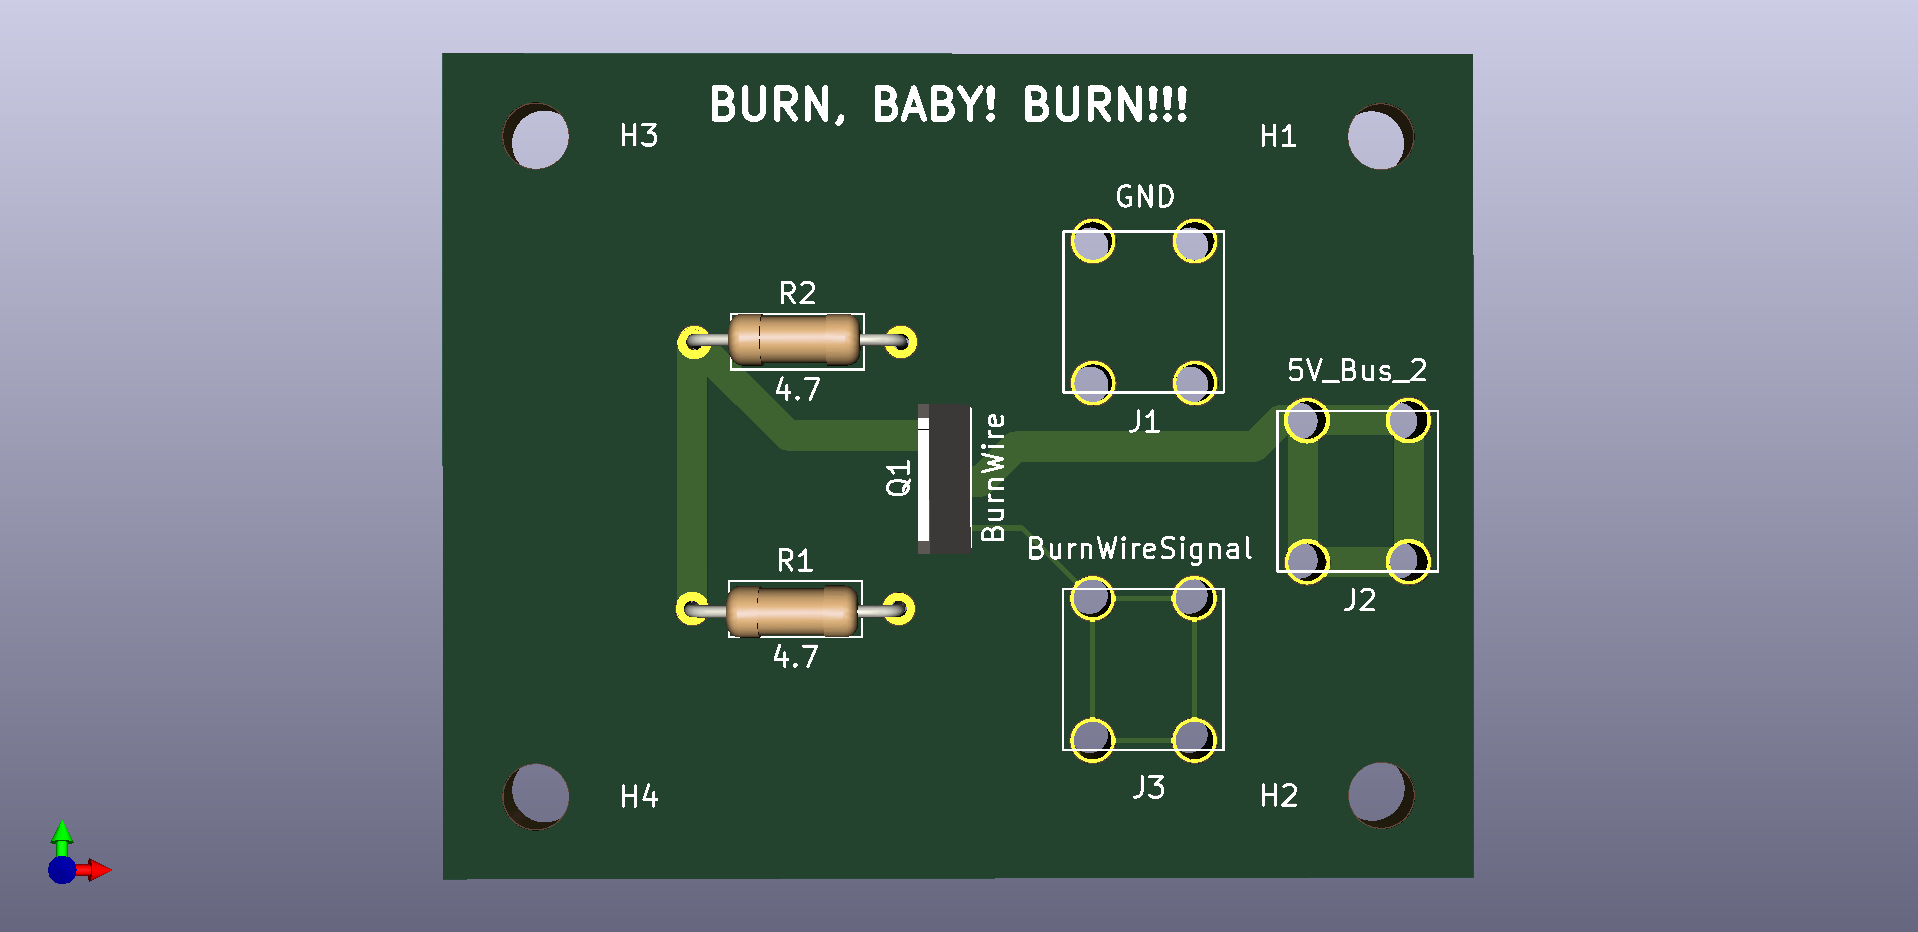 BURN, BABY! BURN!!!
H3
H1
GND
R2
4.7
J1
5V_Bus_2
Q1
BurnWire
BurnWireSignal
R1
4.7
J2
J3
H4
H2